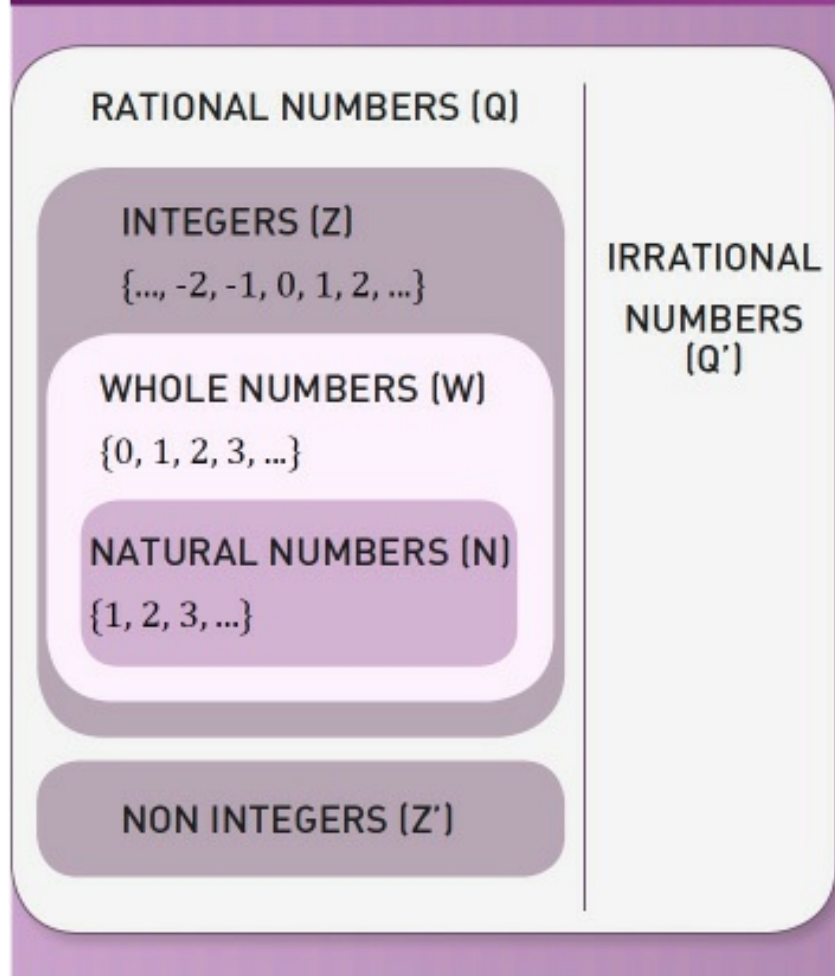 RATIONAL NUMBERS (Q)
INTEGERS (Z)
{..., -2, -1, 0, 1, 2, ...}
WHOLE NUMBERS (W)
{0, 1, 2, 3, ...}
NATURAL NUMBERS (N)
{1, 2, 3, ...}
NON INTEGERS (Z’)
IRRATIONAL
NUMBERS
(Q’)